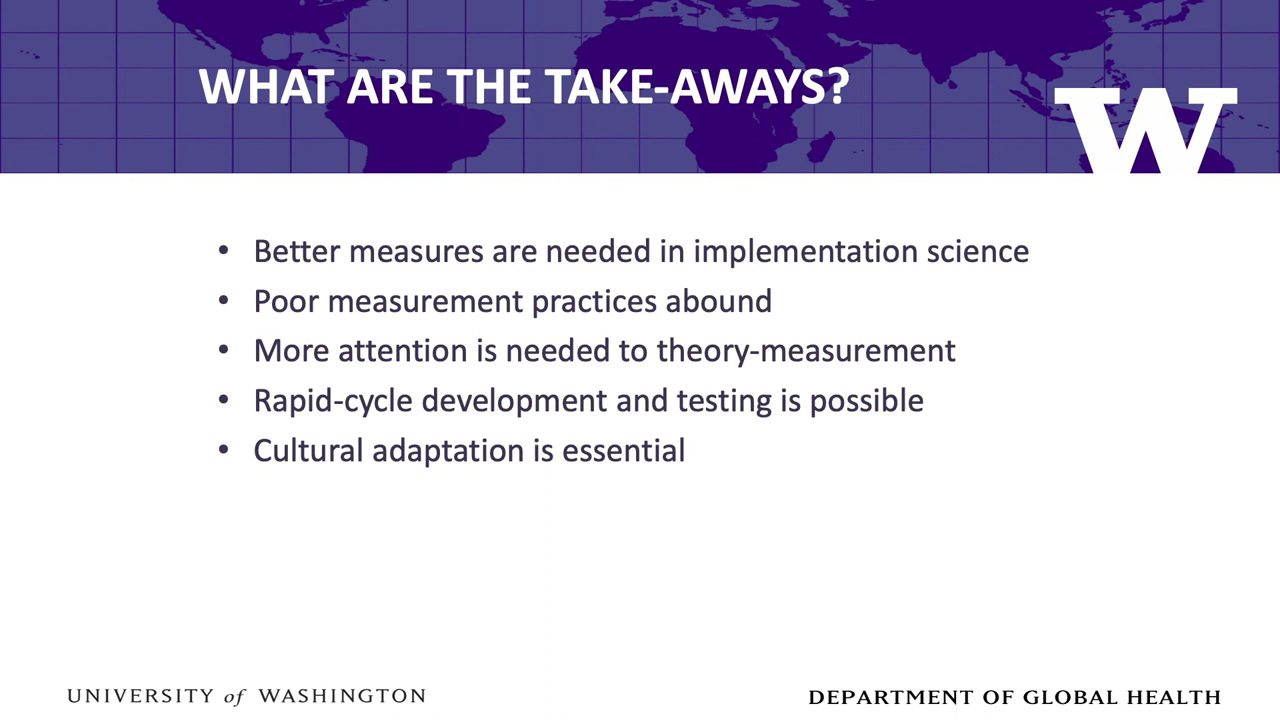 WHAT ARE THE TAKE-AWAYS?
W
• Better measures are needed in implementation science
• Poor measurement practices abound
• More attention is needed to theory-measurement
• Rapid-cycle development and testing is possible
• Cultural adaptation is essential
UNIVERSITY of WASHINGTON
DEPARTMENT OF GLOBAL HEALTH